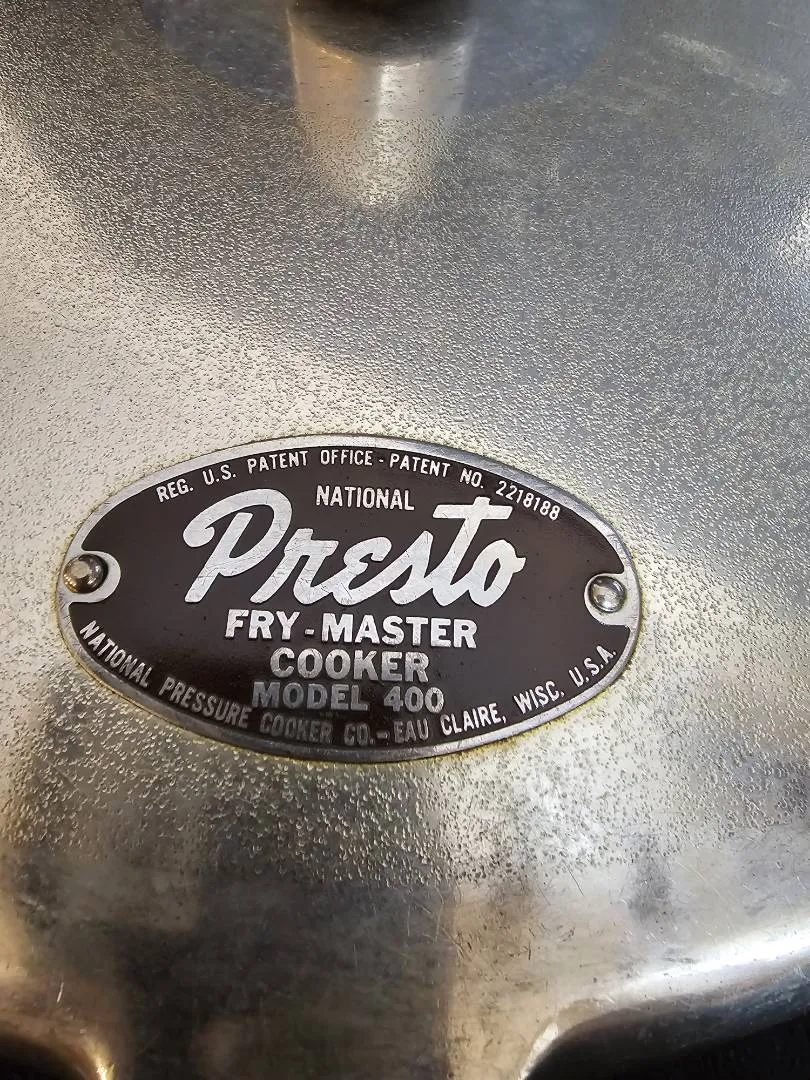 REG. U.S. PATENT OFFICE - PATENT NO. 2218188
NATIONAL
Presto
FRY-MASTER
COOKER
MODEL 400
NATIONAL PRESSURE COOKER CO. - EAU CLAIRE, WISC. U.S.A.